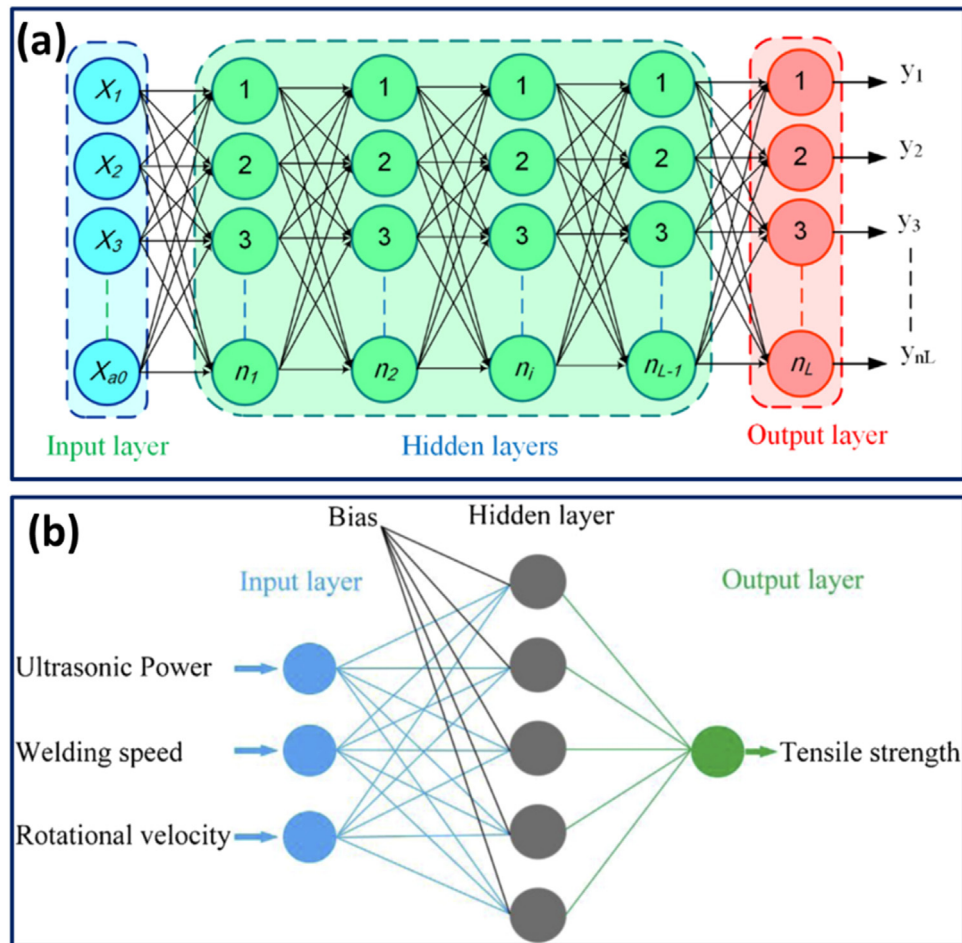 (a)
X1 1 1 1 1 1 y1
X2 2 2 2 2 2 y2
X3 3 3 3 3 3 y3
Xa0 n1 n2 ni nL-1 nL ynL
Input layer Hidden layers Output layer
(b)
Bias Hidden layer
Input layer Output layer
Ultrasonic Power
Welding speed Tensile strength
Rotational velocity